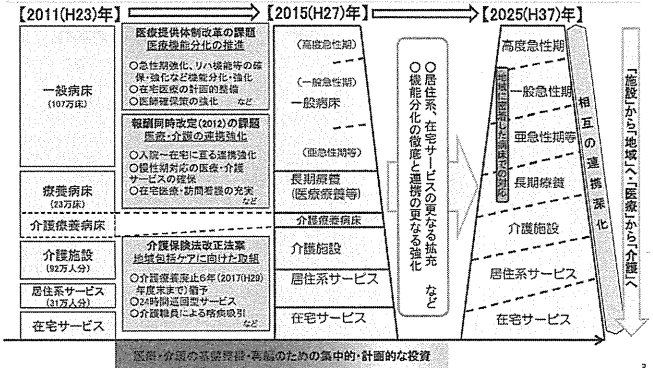 【2011(H23)年】
【2015(H27)年】
【2025(H37)年】
一般病床
(107万床)
療養病床
(23万床)
介護療養病床
介護施設
(92万人分)
居住系サービス
(31万人分)
在宅サービス
医療提供体制改革の課題
医療機能分化の推進
○急性期強化、リハ機能等の確
保・強化など機能分化・強化
○在宅医療の計画的整備
○医師確保策の強化 など
報酬同時改定(2012)の課題
医療・介護の連携強化
○入院~在宅に亘る連携強化
○慢性期対応の医療・介護
サービスの確保
○在宅医療・訪問看護の充実
など
介護保険法改正法案
地域包括ケアに向けた取組
○介護療養廃止6年(2017(H29)
年度末まで)猶予
○24時間巡回型サービス
○介護職員による喀痰吸引
など
(高度急性期)
(一般急性期)
一般病床
(亜急性期等)
長期療養
(医療療養等)
介護療養病床
介護施設
居住系サービス
在宅サービス
○居住系、在宅サービスの更なる拡充
○機能分化の徹底と連携の更なる強化
など
高度急性期
一般急性期
亜急性期等
長期療養
介護施設
居住系サービス
在宅サービス
地域に密着した病床での対応
相互の連携深化
「施設」から「地域」へ・「医療」から「介護」へ
医療・介護の基盤整備・再編のための集中的・計画的な投資